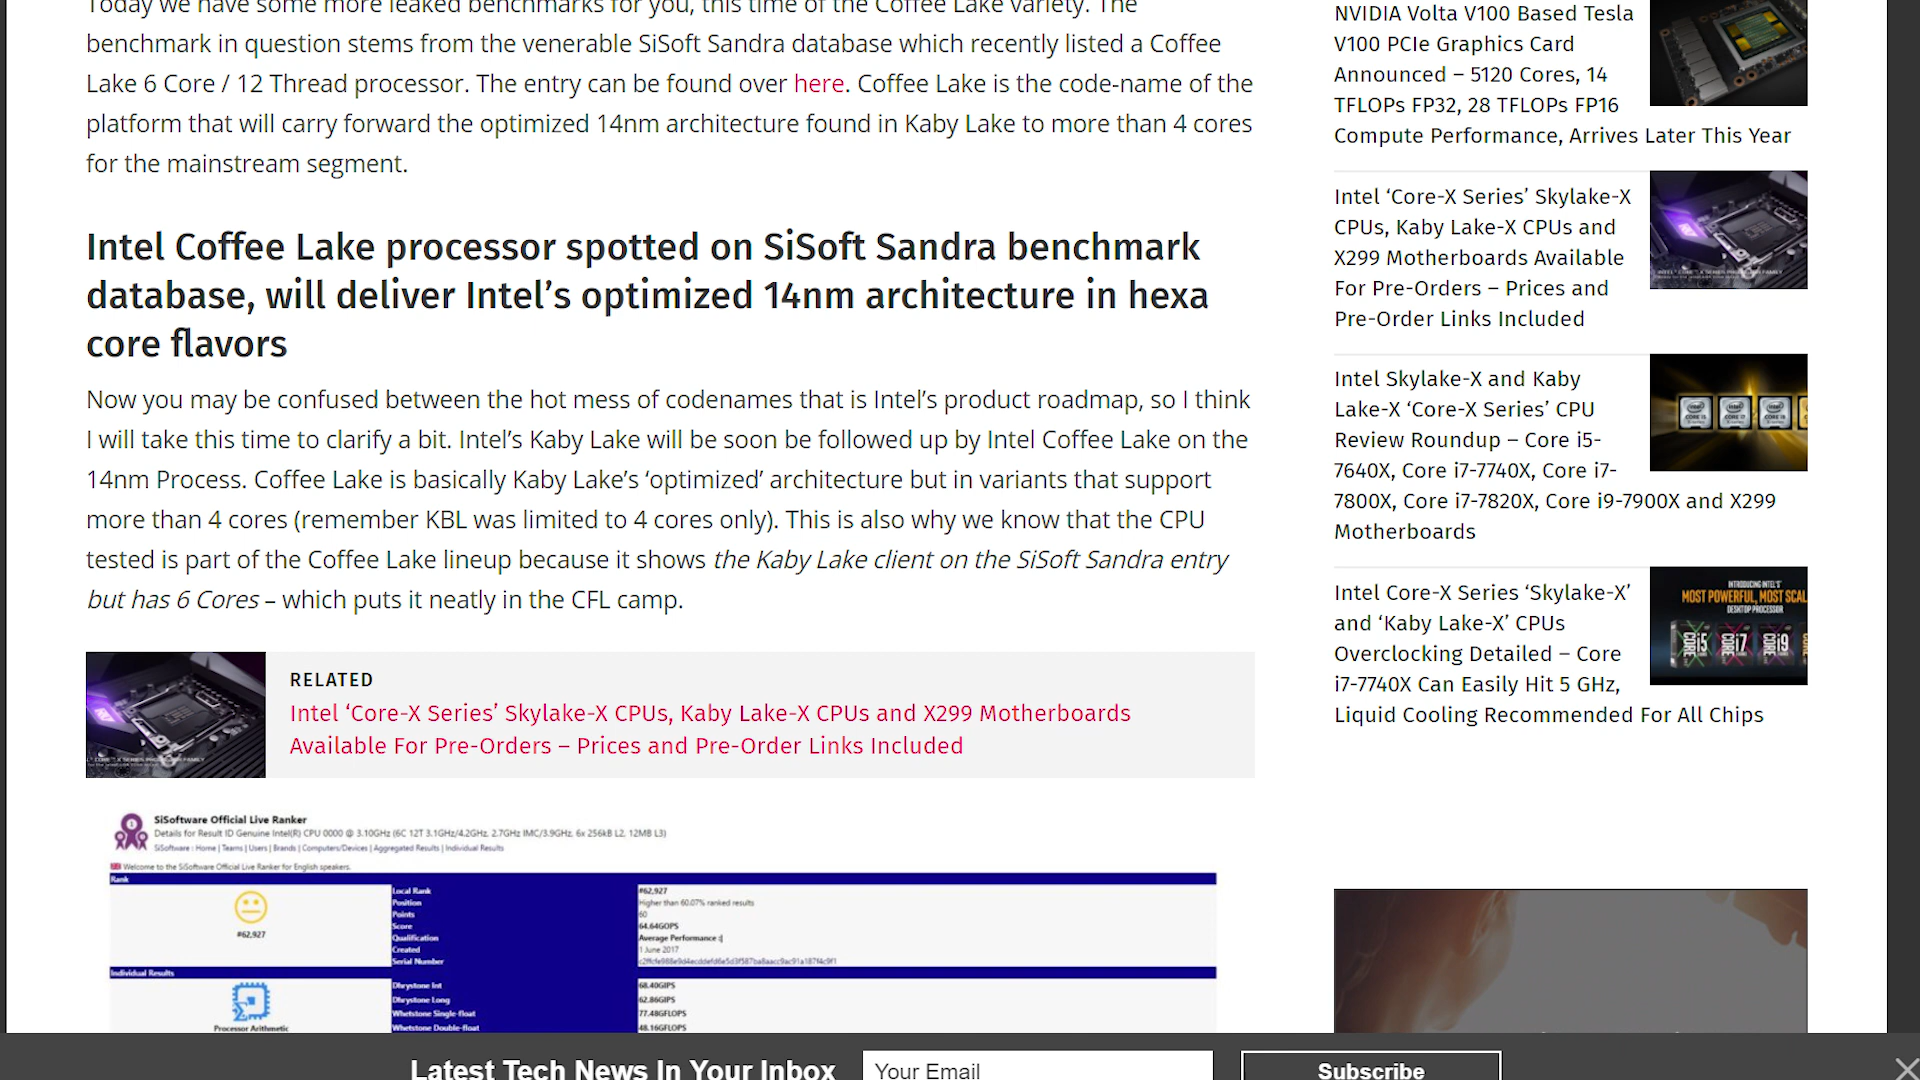 Today we have some more leaked benchmarks for you, this time of the Coffee Lake variety. The
benchmark in question stems from the venerable SiSoft Sandra database which recently listed a Coffee
Lake 6 Core / 12 Thread processor. The entry can be found over here. Coffee Lake is the code-name of the
platform that will carry forward the optimized 14nm architecture found in Kaby Lake to more than 4 cores
for the mainstream segment.
Intel Coffee Lake processor spotted on SiSoft Sandra benchmark
database, will deliver Intel’s optimized 14nm architecture in hexa
core flavors
Now you may be confused between the hot mess of codenames that is Intel’s product roadmap, so I think
I will take this time to clarify a bit. Intel’s Kaby Lake will be soon be followed up by Intel Coffee Lake on the
14nm Process. Coffee Lake is basically Kaby Lake’s ‘optimized’ architecture but in variants that support
more than 4 cores (remember KBL was limited to 4 cores only). This is also why we know that the CPU
tested is part of the Coffee Lake lineup because it shows the Kaby Lake client on the SiSoft Sandra entry
but has 6 Cores – which puts it neatly in the CFL camp.
RELATED
Intel ‘Core-X Series’ Skylake-X CPUs, Kaby Lake-X CPUs and X299 Motherboards
Available For Pre-Orders – Prices and Pre-Order Links Included
SiSoftware Official Live Ranker
Details for Result ID Genuine Intel(R) CPU 0000 @ 3.10GHz (6C 12T 3.1GHz/4.2GHz, 2.7GHz IMC/3.9GHz, 6x 256kB L2, 12MB L3)
SiSoftware : Home | Teams | Users | Brands | Computers/Devices | Aggregated Results | Individual Results
Welcome to the SiSoftware Official Live Ranker for English speakers.
Rank
#62,927
Local Rank #62,927
Position Higher than 60.07% ranked results
Points 60
Score 64.64GOPS
Qualification Average Performance :|
Created 1 June 2017
Serial Number
Individual Results
Processor Arithmetic
Dhrystone Int 68.40GIPS
Dhrystone Long 62.86GIPS
Whetstone Single-float 77.48GFLOPS
Whetstone Double-float 48.16GFLOPS
NVIDIA Volta V100 Based Tesla
V100 PCIe Graphics Card
Announced – 5120 Cores, 14
TFLOPs FP32, 28 TFLOPs FP16
Compute Performance, Arrives Later This Year
Intel ‘Core-X Series’ Skylake-X
CPUs, Kaby Lake-X CPUs and
X299 Motherboards Available
For Pre-Orders – Prices and
Pre-Order Links Included
Intel Skylake-X and Kaby
Lake-X ‘Core-X Series’ CPU
Review Roundup – Core i5-
7640X, Core i7-7740X, Core i7-
7800X, Core i7-7820X, Core i9-7900X and X299
Motherboards
Intel Core-X Series ‘Skylake-X’
and ‘Kaby Lake-X’ CPUs
Overclocking Detailed – Core
i7-7740X Can Easily Hit 5 GHz,
Liquid Cooling Recommended For All Chips
INTRODUCING INTEL'S
MOST POWERFUL, MOST SCAL
DESKTOP PROCESSOR
i5 i7 i9
Latest Tech News In Your Inbox
Your Email
Subscribe